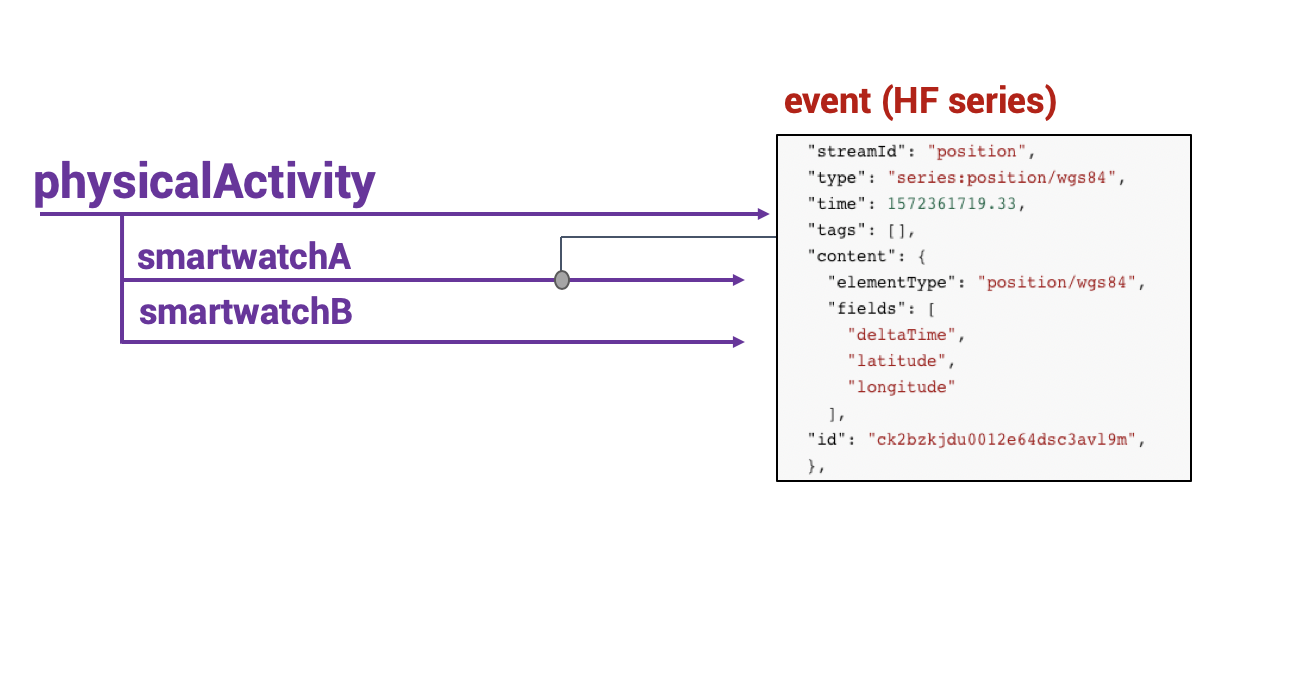 event (HF series)
physicalActivity
smartwatchA
smartwatchB
"streamId": "position",
"type": "series:position/wgs84",
"time": 1572361719.33,
"tags": [],
"content": {
"elementType": "position/wgs84",
"fields": [
"deltaTime",
"latitude",
"longitude"
],
"id": "ck2bzkjdu0012e64dsc3avl9m",
},